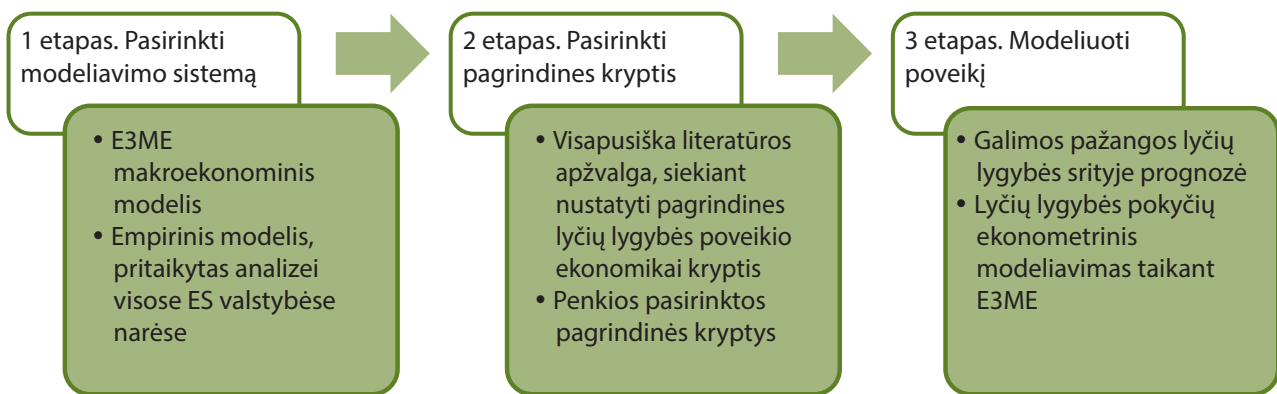 1 etapas. Pasirinkti
modeliavimo sistemą
• E3ME
makroekonominis
modelis
• Empirinis modelis,
pritaikytas analizei
visose ES valstybėse
narėse
2 etapas. Pasirinkti
pagrindines kryptis
• Visapusiška literatūros
apžvalga, siekiant
nustatyti pagrindines
lyčių lygybės poveikio
ekonomikai kryptis
• Penkios pasirinktos
pagrindinės kryptys
3 etapas. Modeliuoti
poveikį
• Galimos pažangos lyčių
lygybės srityje prognozė
• Lyčių lygybės pokyčių
ekonometrinis
modeliavimas taikant
E3ME